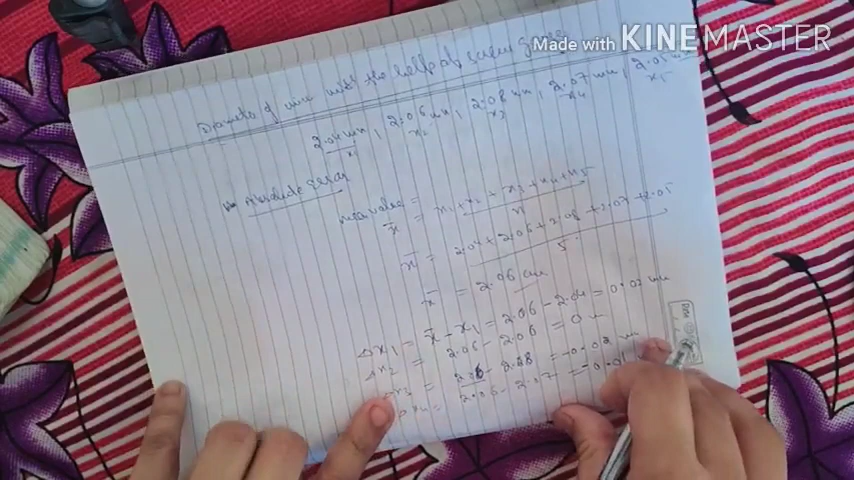 Made with KINEMASTER
Diameter of wire with the help of screw gauge
2.04 mm, 2.06 mm, 2.08 mm, 2.07 mm, 2.05 mm
x1 x2 x3 x4 x5
Absolute error
mean value =
x̄ = x1 + x2 + x3 + x4 + x5
n
x̄ = 2.04 + 2.06 + 2.08 + 2.07 + 2.05
5
x̄ = 2.06 mm
Δx1 = x̄ - x1 = 2.06 - 2.04 = 0.02 mm
Δx2 = 2.06 - 2.06 = 0
Δx3 = 2.06 - 2.08 = -0.02 mm
Δx4 = 2.06 - 2.07 = -0.01